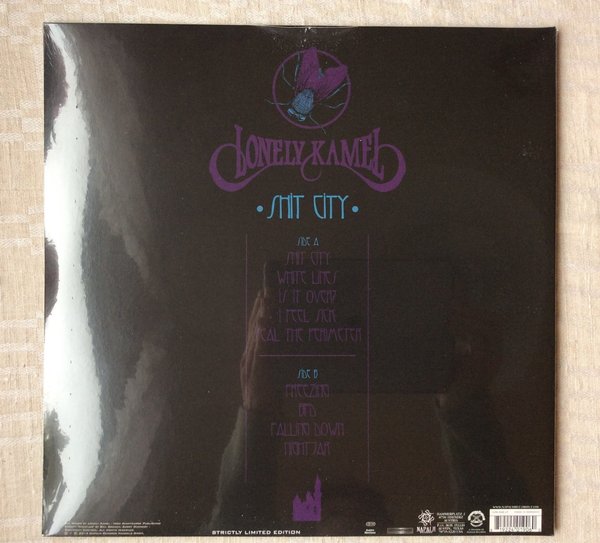 LONELY KAMEL
• SHIT CITY •
SIDE A
SHIT CITY
WHITE LINES
IS IT OVER?
I FEEL SICK
SEAL THE PERIMETER
SIDE B
FREEZING
BFD
FALLING DOWN
NIGHTJAR
STRICTLY LIMITED EDITION
NAPALM